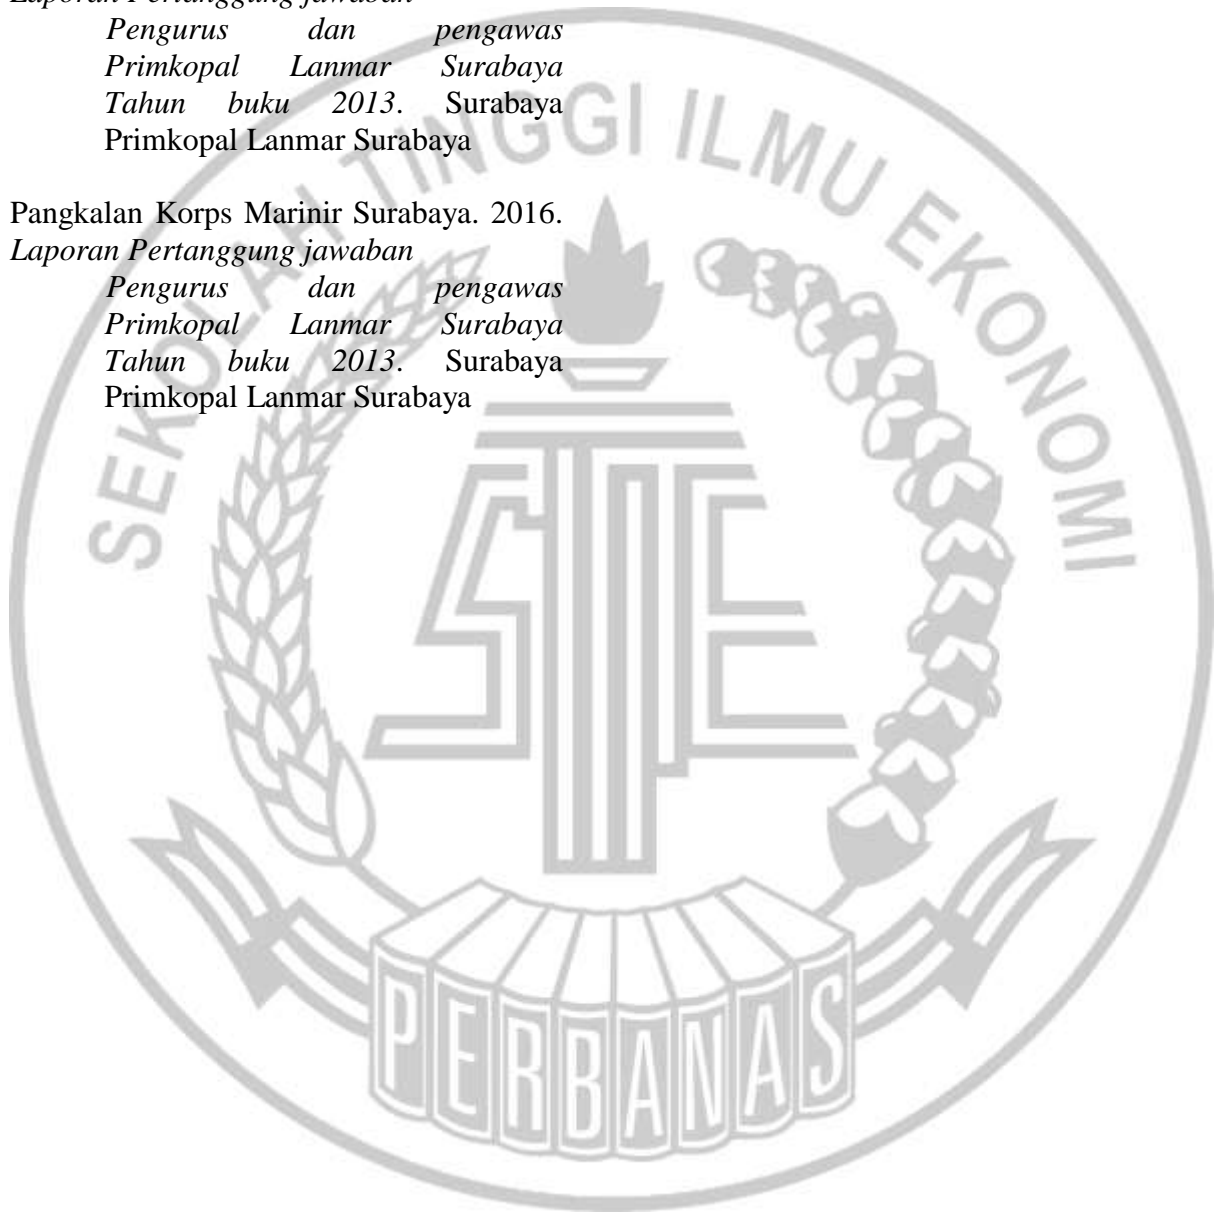 Laporan Pertanggung jawaban
Pengurus dan pengawas
Primkopal Lanmar Surabaya
Tahun buku 2013. Surabaya
Primkopal Lanmar Surabaya
Pangkalan Korps Marinir Surabaya. 2016.
Laporan Pertanggung jawaban
Pengurus dan pengawas
Primkopal Lanmar Surabaya
Tahun buku 2013. Surabaya
Primkopal Lanmar Surabaya
SEKOLAH TINGGI ILMU EKONOMI
STIE
PERBANAS